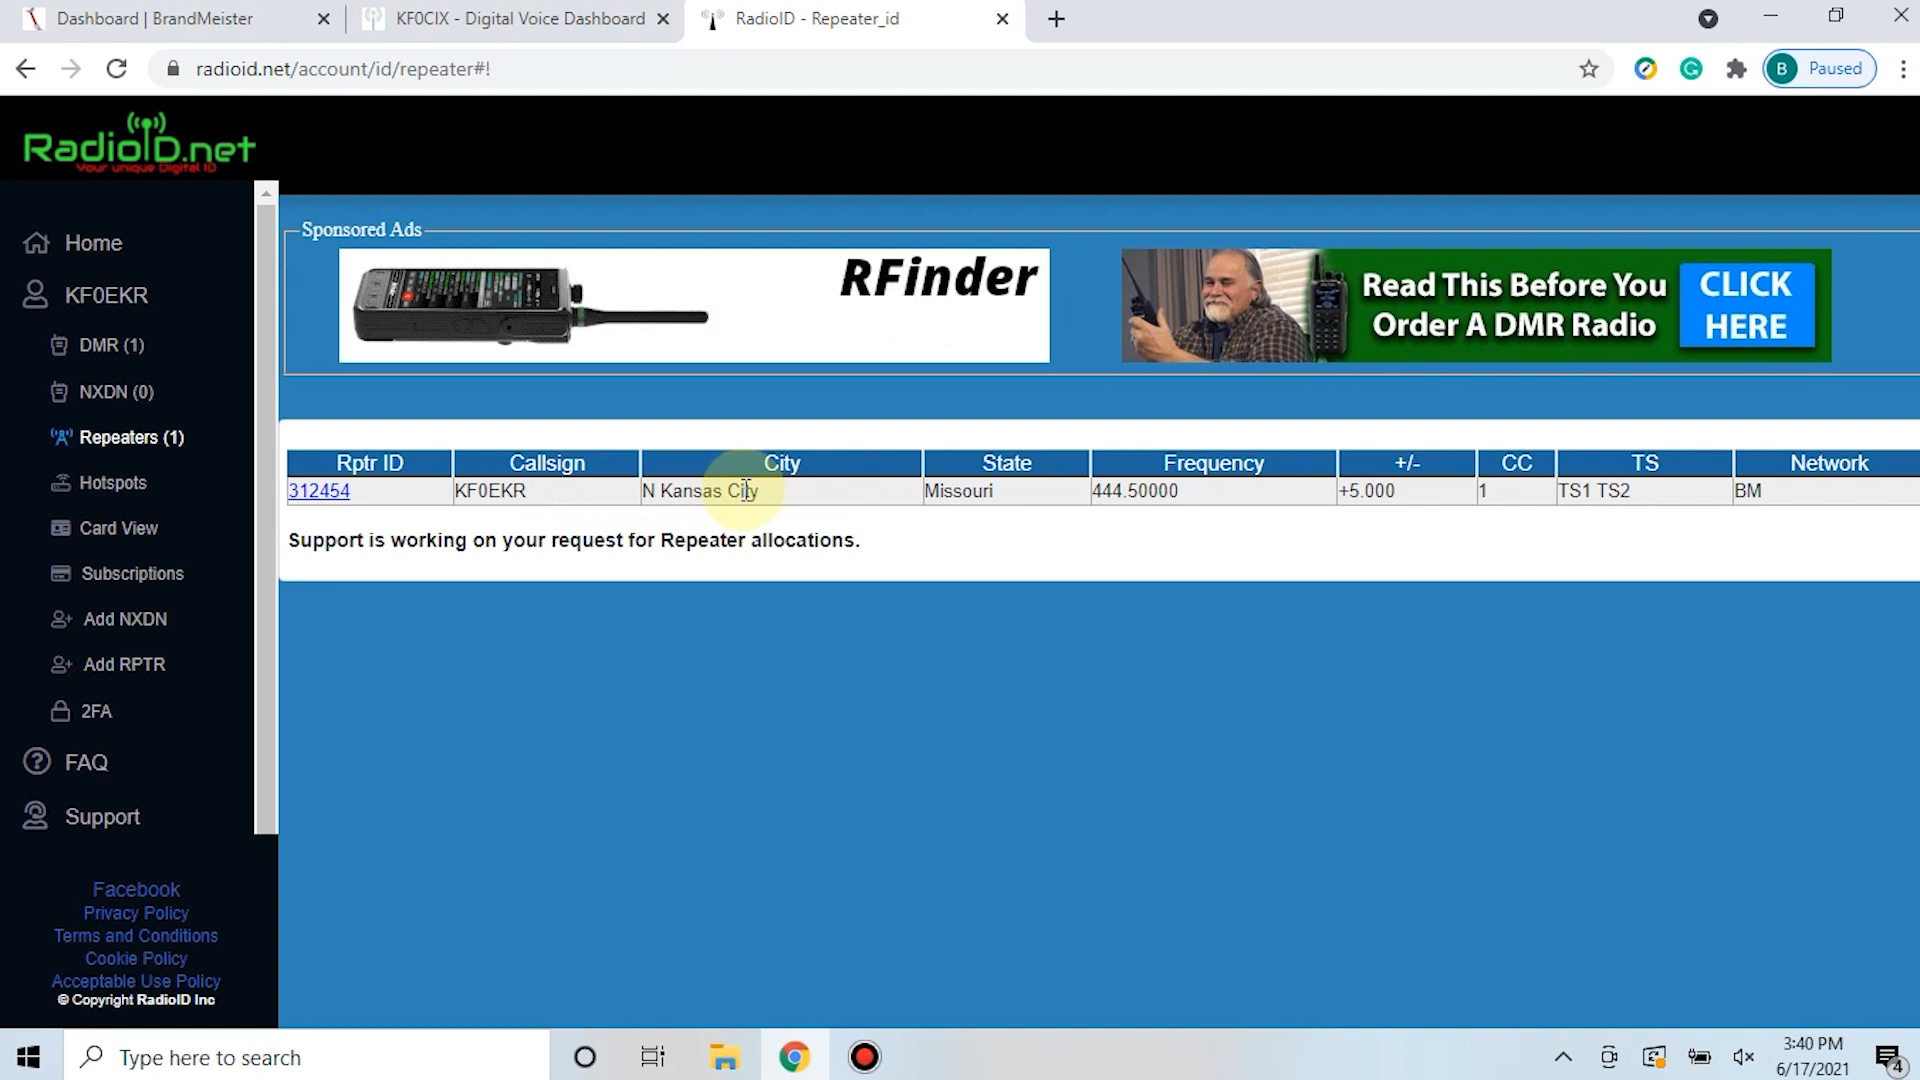 Dashboard | BrandMeister
KF0CIX - Digital Voice Dashboard
RadioID - Repeater_id
radioid.net/account/id/repeater#!
B Paused
RadioID.net
Your Unique Digital ID
Home
KF0EKR
DMR (1)
NXDN (0)
Repeaters (1)
Hotspots
Card View
Subscriptions
Add NXDN
Add RPTR
2FA
FAQ
Support
Facebook
Privacy Policy
Terms and Conditions
Cookie Policy
Acceptable Use Policy
© Copyright RadioID Inc
Sponsored Ads
RFinder
Read This Before You
Order A DMR Radio
CLICK
HERE
Rptr ID Callsign City State Frequency +/- CC TS Network
312454 KF0EKR N Kansas City Missouri 444.50000 +5.000 1 TS1 TS2 BM
Support is working on your request for Repeater allocations.
Type here to search
3:40 PM
6/17/2021
4